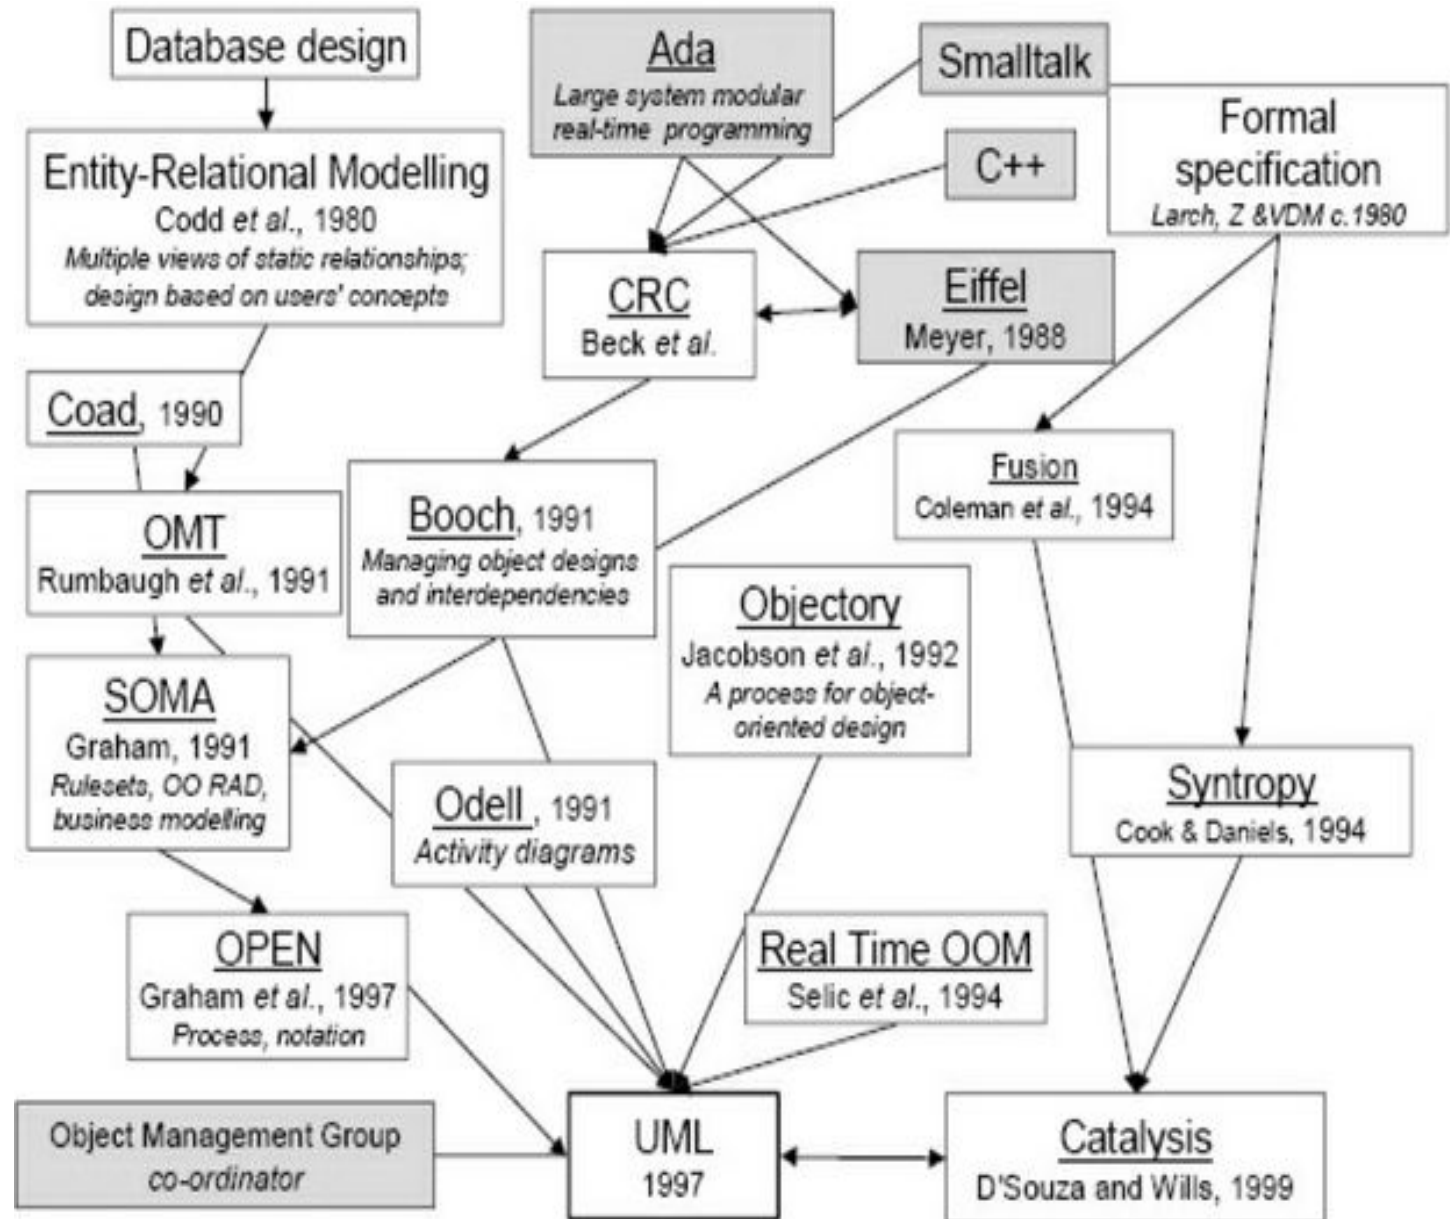 Database design
Ada
Large system modular
real-time programming
Smalltalk
C++
Formal
specification
Larch, Z &VDM c.1980
Entity-Relational Modelling
Codd et al., 1980
Multiple views of static relationships;
design based on users' concepts
CRC
Beck et al.
Eiffel
Meyer, 1988
Coad, 1990
OMT
Rumbaugh et al., 1991
Booch, 1991
Managing object designs
and interdependencies
Fusion
Coleman et al., 1994
Objectory
Jacobson et al., 1992
A process for object-
oriented design
SOMA
Graham, 1991
Rulesets, OO RAD,
business modelling
Odell , 1991
Activity diagrams
Syntropy
Cook & Daniels, 1994
OPEN
Graham et al., 1997
Process, notation
Real Time OOM
Selic et al., 1994
Object Management Group
co-ordinator
UML
1997
Catalysis
D'Souza and Wills, 1999